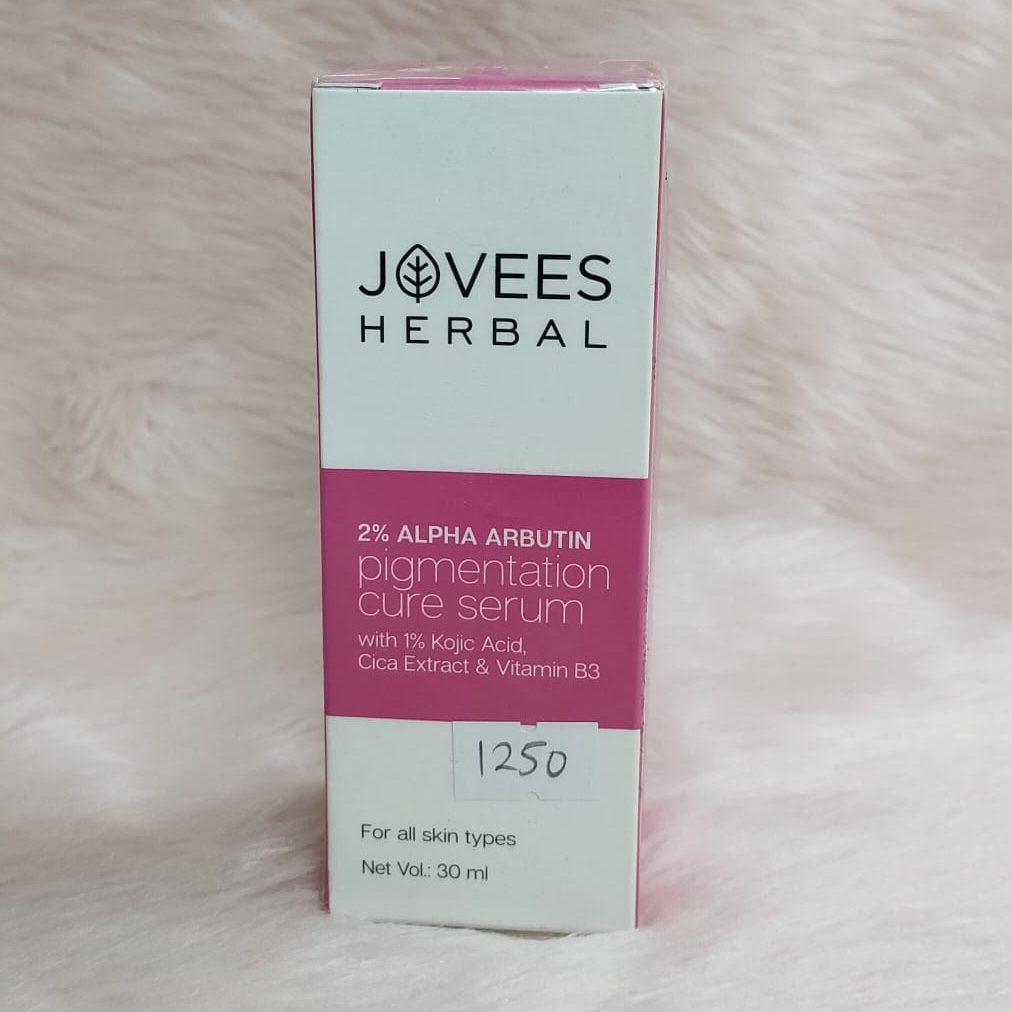 JOVEES
HERBAL
2% ALPHA ARBUTIN
pigmentation
cure serum
with 1% Kojic Acid,
Cica Extract & Vitamin B3
1250
For all skin types
Net Vol.: 30 ml